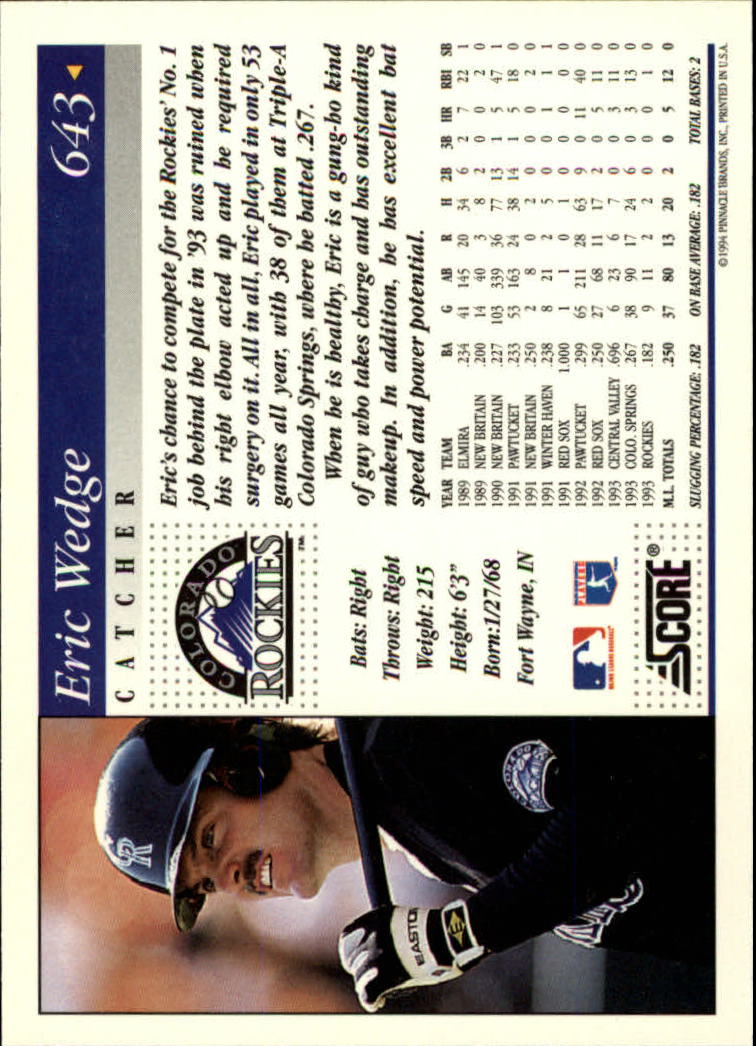 Eric Wedge 643
CATCHER
COLORADO
ROCKIES™
Bats: Right
Throws: Right
Weight: 215
Height: 6'3"
Born:1/27/68
Fort Wayne, IN
PLAYERS
MAJOR LEAGUE BASEBALL
SCORE®
Eric's chance to compete for the Rockies' No. 1
job behind the plate in '93 was ruined when
his right elbow acted up and he required
surgery on it. All in all, Eric played in only 53
games all year, with 38 of them at Triple-A
Colorado Springs, where he batted .267.
When he is healthy, Eric is a gung-ho kind
of guy who takes charge and has outstanding
makeup. In addition, he has excellent bat
speed and power potential.
YEAR TEAM BA G AB R H 2B 3B HR RBI SB
1989 ELMIRA .234 41 145 20 34 6 2 7 22 1
1989 NEW BRITAIN .200 14 40 3 8 2 0 0 2 0
1990 NEW BRITAIN .227 103 339 36 77 13 1 5 47 1
1991 PAWTUCKET .233 53 163 24 38 14 1 5 18 0
1991 NEW BRITAIN .250 2 8 0 2 0 0 0 2 0
1991 WINTER HAVEN .238 8 21 2 5 0 0 1 1 1
1991 RED SOX 1.000 1 1 0 1 0 0 0 0 0
1992 PAWTUCKET .299 65 211 28 63 9 0 11 40 0
1992 RED SOX .250 27 68 11 17 2 0 5 11 0
1993 CENTRAL VALLEY .696 6 23 6 7 0 0 3 11 0
1993 COLO. SPRINGS .267 38 90 17 24 6 0 3 13 0
1993 ROCKIES .182 9 11 2 2 0 0 0 1 0
M.L. TOTALS .250 37 80 13 20 2 0 5 12 0
SLUGGING PERCENTAGE: .182 ON BASE AVERAGE: .182 TOTAL BASES: 2
©1994 PINNACLE BRANDS, INC., PRINTED IN U.S.A.
CR
EASTON
COLORADO